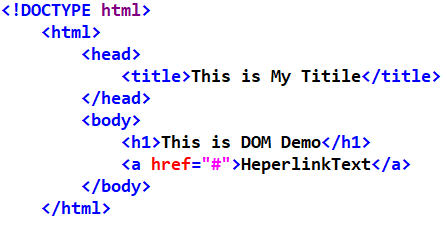 <!DOCTYPE html>
<html>
<head>
<title>This is My Titile</title>
</head>
<body>
<h1>This is DOM Demo</h1>
<a href="#">HeperlinkText</a>
</body>
</html>